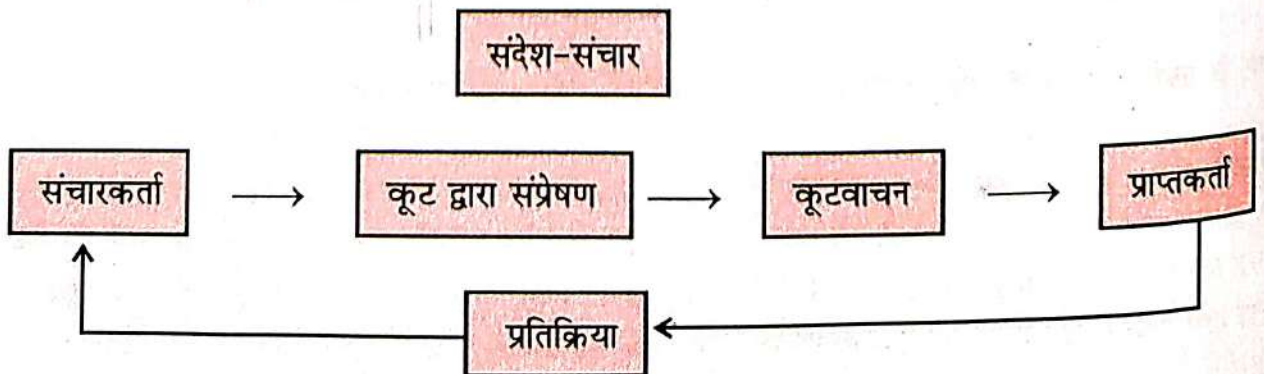 संदेश-संचार
संचारकर्ता → कूट द्वारा संप्रेषण → कूटवाचन → प्राप्तकर्ता
प्रतिक्रिया